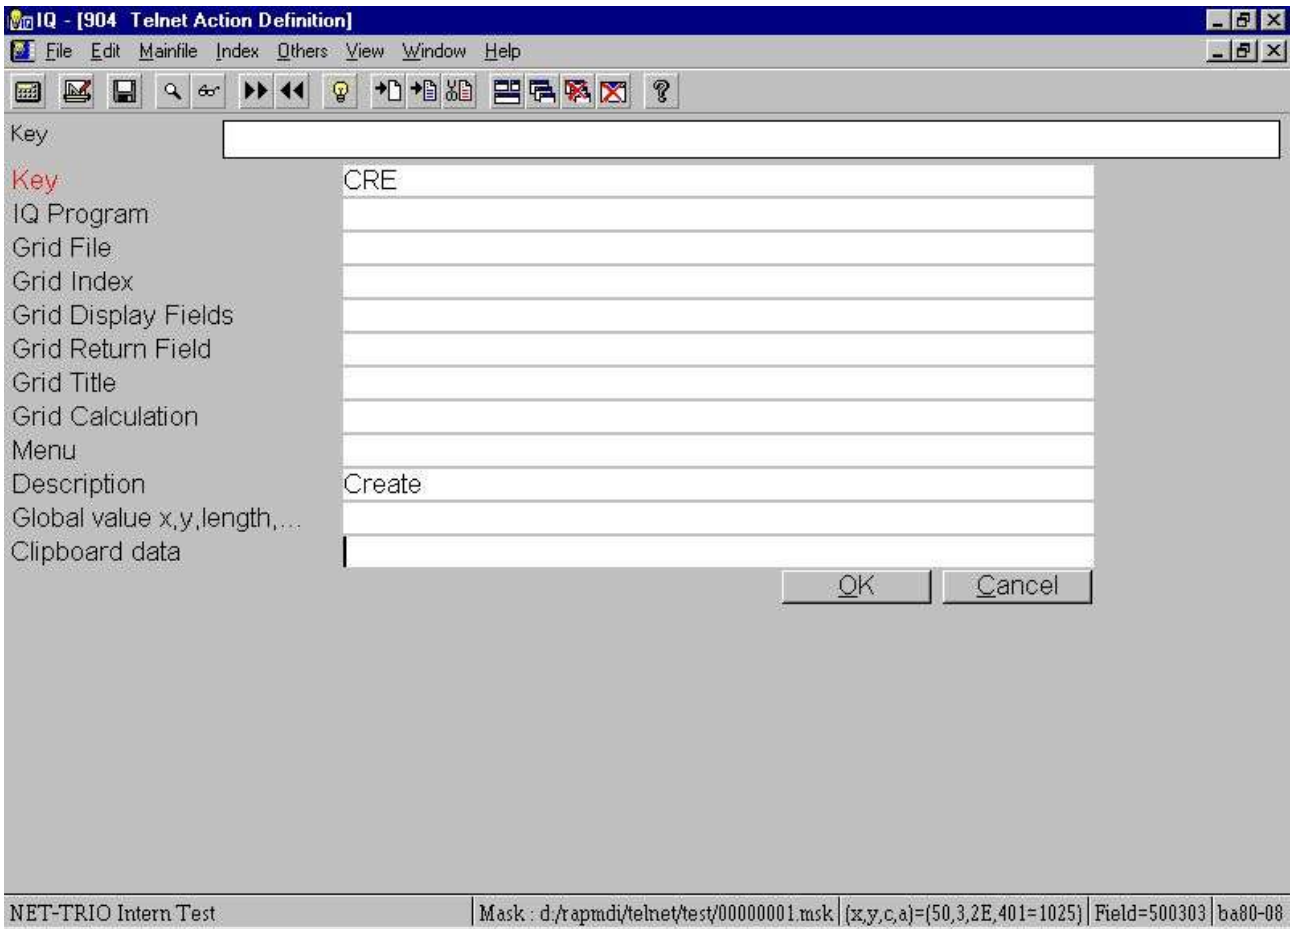 IQ - [904 Telnet Action Definition]
File Edit Mainfile Index Others View Window Help
Key
Key CRE
IQ Program
Grid File
Grid Index
Grid Display Fields
Grid Return Field
Grid Title
Grid Calculation
Menu
Description Create
Global value x,y,length,...
Clipboard data
OK Cancel
NET-TRIO Intern Test Mask : d:/rapmdi/telnet/test/00000001.msk (x,y,c,a)=(50,3,2E,401=1025) Field=500303 ba80-08